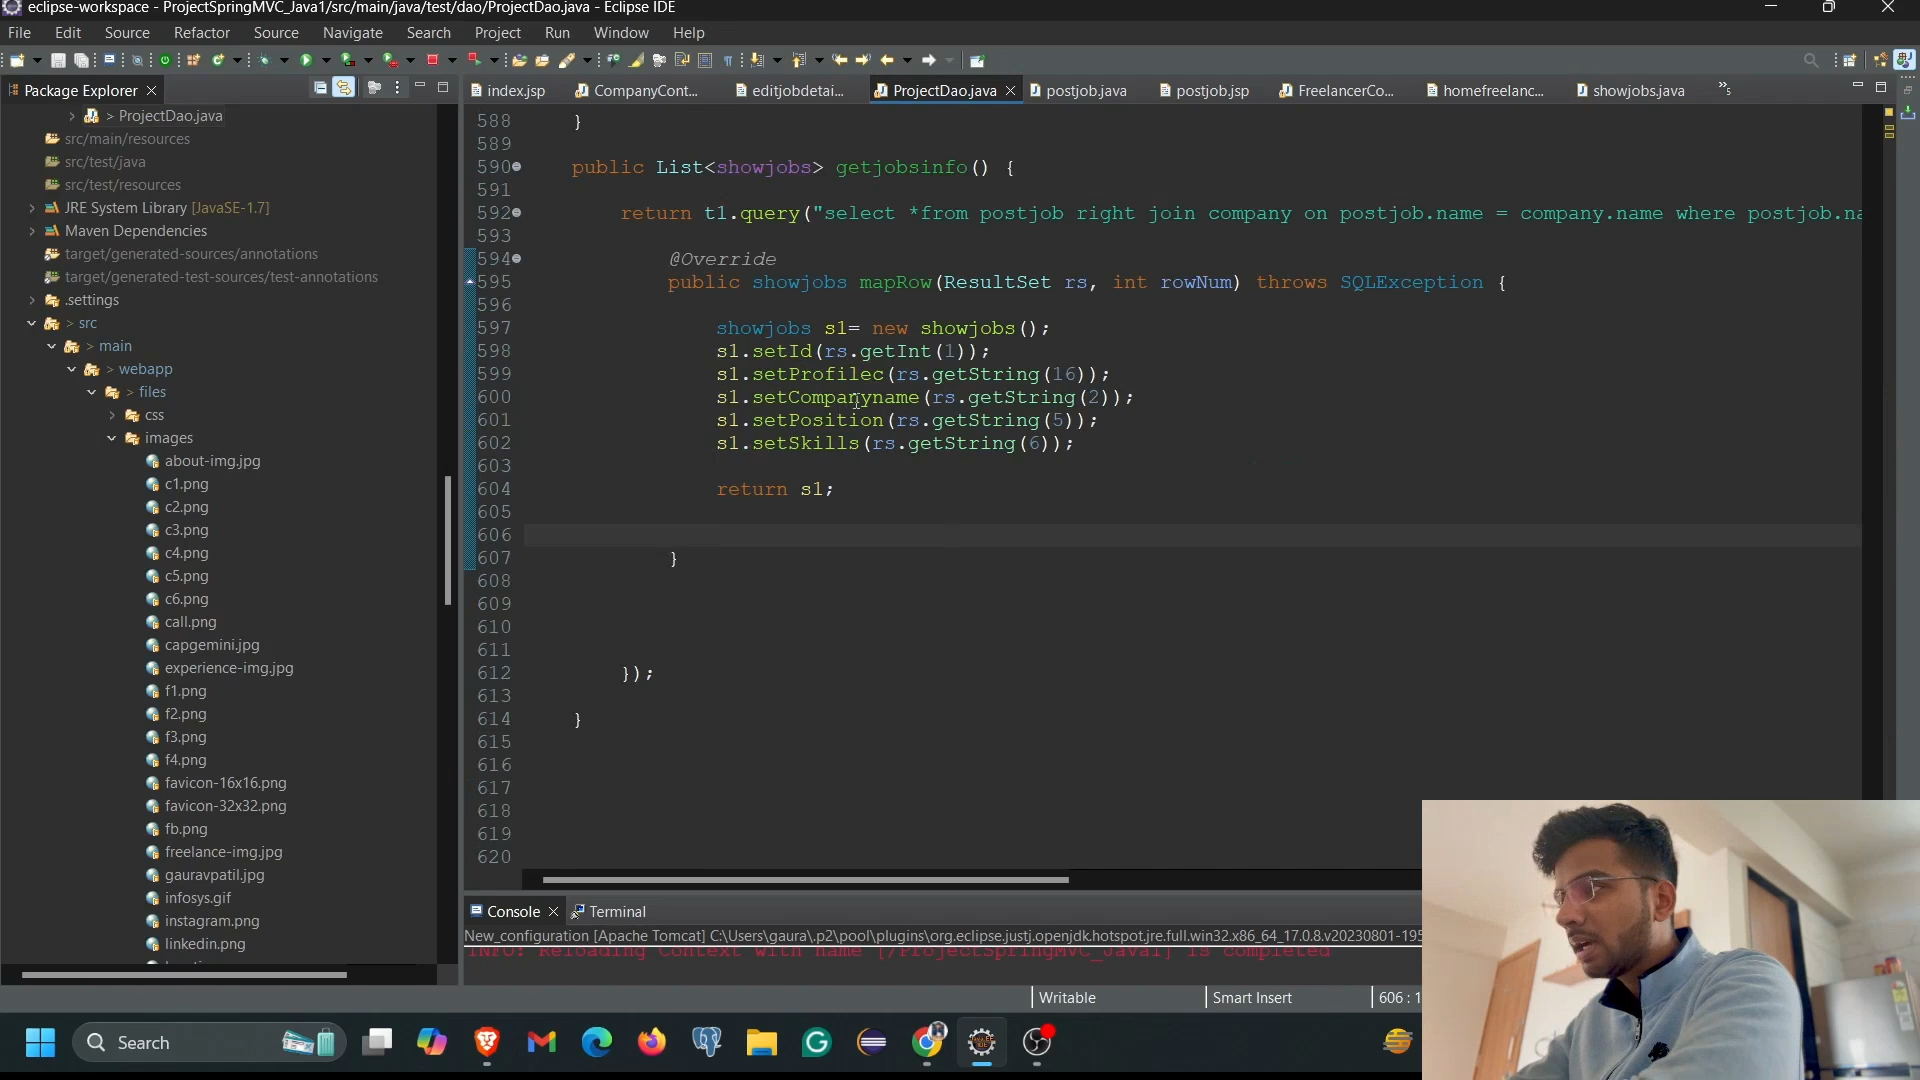 eclipse-workspace - ProjectSpringMVC_Java1/src/main/java/test/dao/ProjectDao.java - Eclipse IDE
File Edit Source Refactor Source Navigate Search Project Run Window Help
Package Explorer
index.jsp CompanyCont... editjobdetai... ProjectDao.java postjob.java postjob.jsp FreelancerCo... homefreelanc... showjobs.java »5
> ProjectDao.java
src/main/resources
src/test/java
src/test/resources
JRE System Library [JavaSE-1.7]
Maven Dependencies
target/generated-sources/annotations
target/generated-test-sources/test-annotations
.settings
> src
> main
> webapp
> files
css
images
about-img.jpg
c1.png
c2.png
c3.png
c4.png
c5.png
c6.png
call.png
capgemini.jpg
experience-img.jpg
f1.png
f2.png
f3.png
f4.png
favicon-16x16.png
favicon-32x32.png
fb.png
freelance-img.jpg
gauravpatil.jpg
infosys.gif
instagram.png
linkedin.png
588 }
589
590 public List<showjobs> getjobsinfo() {
591
592 return t1.query("select *from postjob right join company on postjob.name = company.name where postjob.na
593
594 @Override
595 public showjobs mapRow(ResultSet rs, int rowNum) throws SQLException {
596
597 showjobs s1= new showjobs();
598 s1.setId(rs.getInt(1));
599 s1.setProfilec(rs.getString(16));
600 s1.setCompanyname(rs.getString(2));
601 s1.setPosition(rs.getString(5));
602 s1.setSkills(rs.getString(6));
603
604 return s1;
605
606
607 }
608
609
610
611
612 });
613
614 }
615
616
617
618
619
620
Console Terminal
New_configuration [Apache Tomcat] C:\Users\gaura\.p2\pool\plugins\org.eclipse.justj.openjdk.hotspot.jre.full.win32.x86_64_17.0.8.v20230801-195
INFO: Reloading Context with name [/ProjectSpringMVC_Java1] is completed
Writable Smart Insert 606 : 1
Search